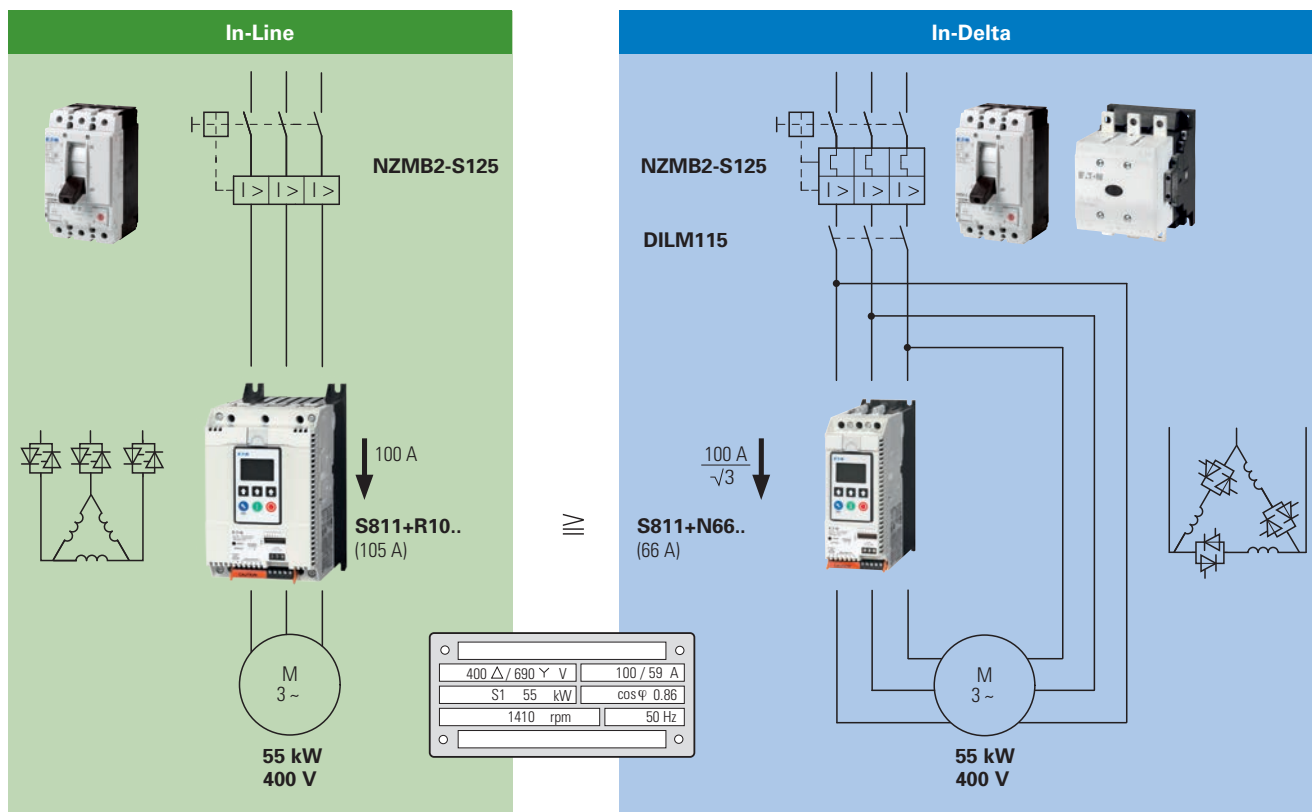 In-Line
NZMB2-S125
I > I > I >
100 A
S811+R10..
(105 A)
M
3 ~
55 kW
400 V
≧
400 △ / 690 Y V
100 / 59 A
S1 55 kW
cos φ 0.86
1410 rpm
50 Hz
In-Delta
NZMB2-S125
I > I > I >
DILM115
E·T·N
100 A
√3
S811+N66..
(66 A)
M
3 ~
55 kW
400 V